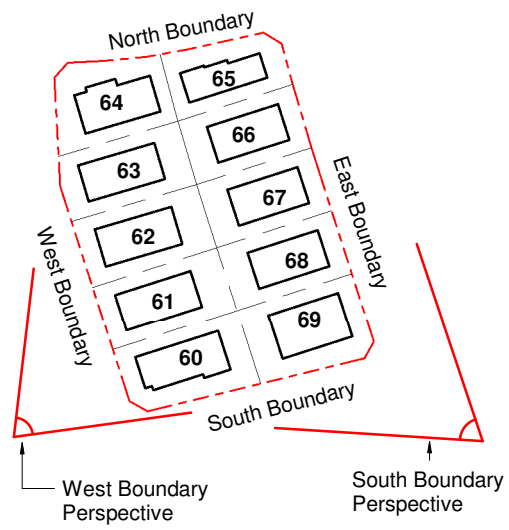 North Boundary
65
64
66
63
East Boundary
67
62
West Boundary
68
61
69
60
South Boundary
West Boundary
Perspective
South Boundary
Perspective